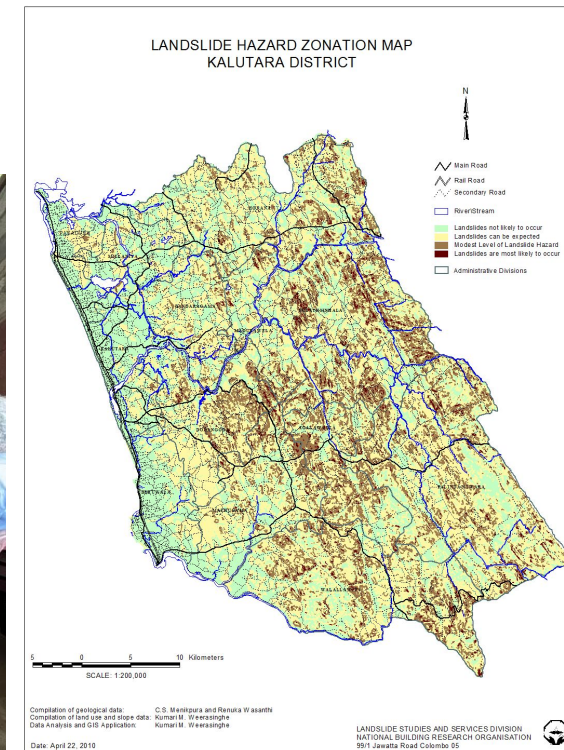 LANDSLIDE HAZARD ZONATION MAP
KALUTARA DISTRICT
N
Main Road
Rail Road
Secondary Road
River\Stream
Landslides not likely to occur
Landslides can be expected
Modest Level of Landslide Hazard
Landslides are most likely to occur
Administrative Divisions
5 0 5 10 Kilometers
SCALE: 1:200,000
Compilation of geological data: C.S. Menikpura and Renuka Wasanthi
Compilation of land use and slope data: Kumari M. Weerasinghe
Data Analysis and GIS Application: Kumari M. Weerasinghe
Date: April 22, 2010
LANDSLIDE STUDIES AND SERVICES DIVISION
NATIONAL BUILDING RESEARCH ORGANISATION
99/1 Jawatta Road Colombo 05